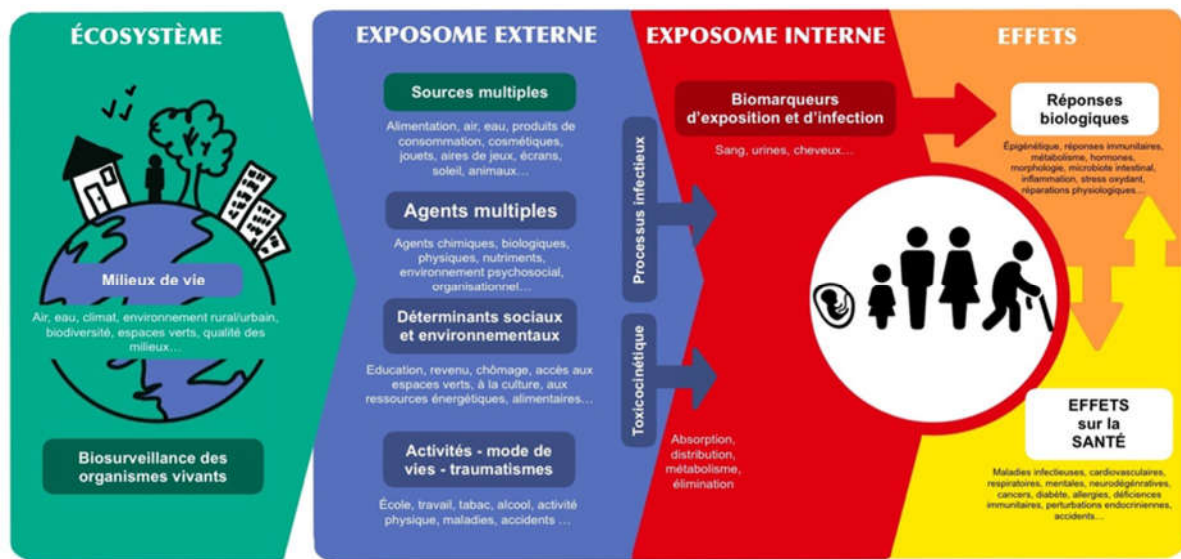 ÉCOSYSTÈME
Milieux de vie
Air, eau, climat, environnement rural/urbain,
biodiversité, espaces verts, qualité des
milieux…
Biosurveillance des
organismes vivants
EXPOSOME EXTERNE
Sources multiples
Alimentation, air, eau, produits de
consommation, cosmétiques,
jouets, aires de jeux, écrans,
soleil, animaux…
Agents multiples
Agents chimiques, biologiques,
physiques, nutriments,
environnement psychosocial,
organisationnel…
Déterminants sociaux
et environnementaux
Education, revenu, chômage, accès aux
espaces verts, à la culture, aux
ressources énergétiques, alimentaires…
Activités - mode de
vies - traumatismes
École, travail, tabac, alcool, activité
physique, maladies, accidents …
Processus infectieux
Toxicocinétique
EXPOSOME INTERNE
Biomarqueurs
d'exposition et d'infection
Sang, urines, cheveux…
Absorption,
distribution,
métabolisme,
élimination
EFFETS
Réponses
biologiques
Épigénétique, réponses immunitaires,
métabolisme, hormones,
morphologie, microbiote intestinal,
inflammation, stress oxydant,
réparations physiologiques…
EFFETS
sur la
SANTÉ
Maladies infectieuses, cardiovasculaires,
respiratoires, mentales, neurodégénratives,
cancers, diabète, allergies, déficiences
immunitaires, perturbations endocriniennes,
accidents…